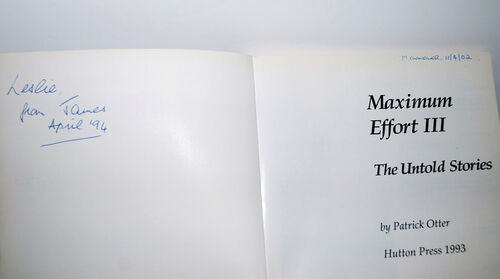 Leslie,
from James
April '94
11/4/02
Maximum
Effort III
The Untold Stories
by Patrick Otter
Hutton Press 1993